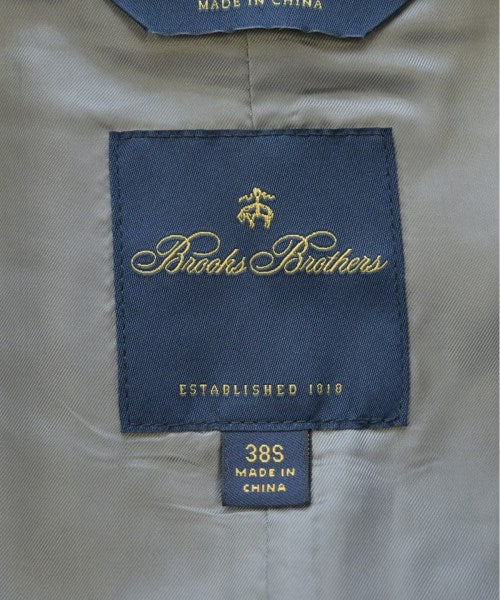 MADE IN CHINA
Brooks Brothers
ESTABLISHED 1818
38S
MADE IN
CHINA